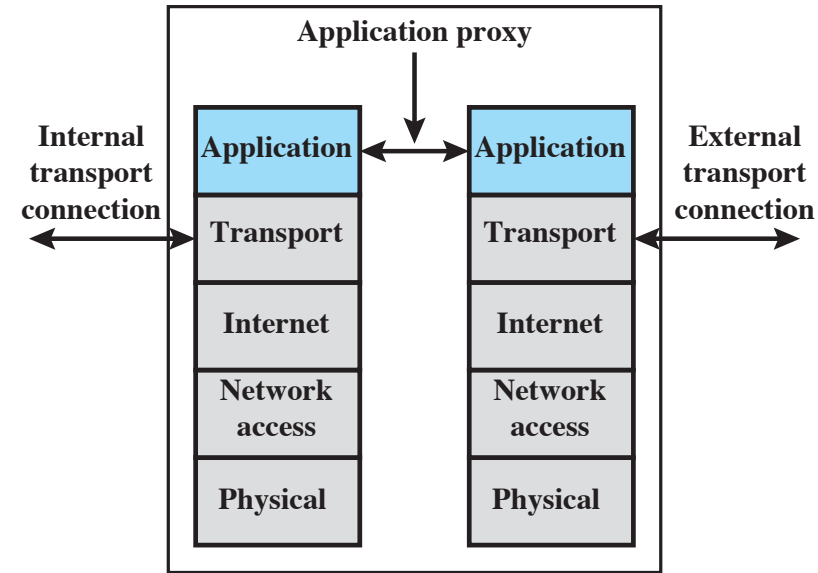 Application proxy
Internal
transport
connection
Application
Application
External
transport
connection
Transport
Transport
Internet
Internet
Network
access
Network
access
Physical
Physical